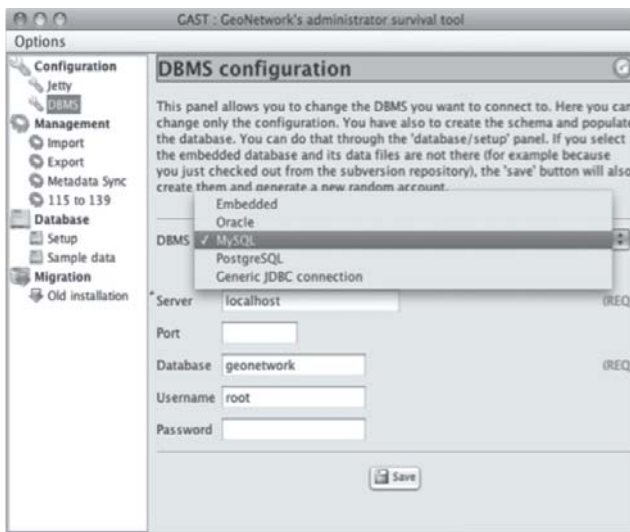 GAST : GeoNetwork's administrator survival tool
Options
Configuration
Jetty
DBMS
Management
Import
Export
Metadata Sync
115 to 139
Database
Setup
Sample data
Migration
Old installation
DBMS configuration
This panel allows you to change the DBMS you want to connect to. Here you can
change only the configuration. You have also to create the schema and populate
the database. You can do that through the 'database/setup' panel. If you select
the embedded database and its data files are not there (for example because
you just checked out from the subversion repository), the 'save' button will also
create them and generate a new random account.
Embedded
Oracle
DBMS ✓ MySQL
PostgreSQL
Generic JDBC connection
Server localhost (REQ
Port
Database geonetwork (REQ
Username root
Password
Save